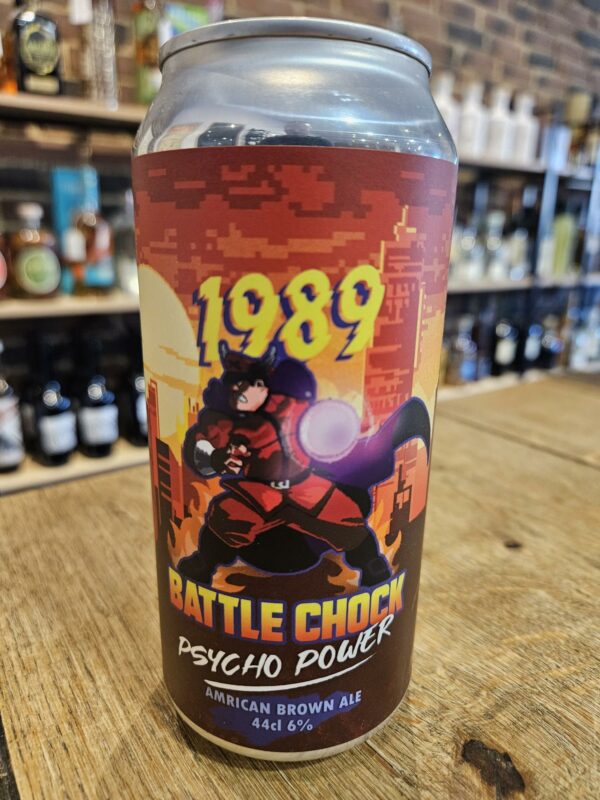 1989
BATTLE CHOCK
PSYCHO POWER
AMRICAN BROWN ALE
44cl 6%